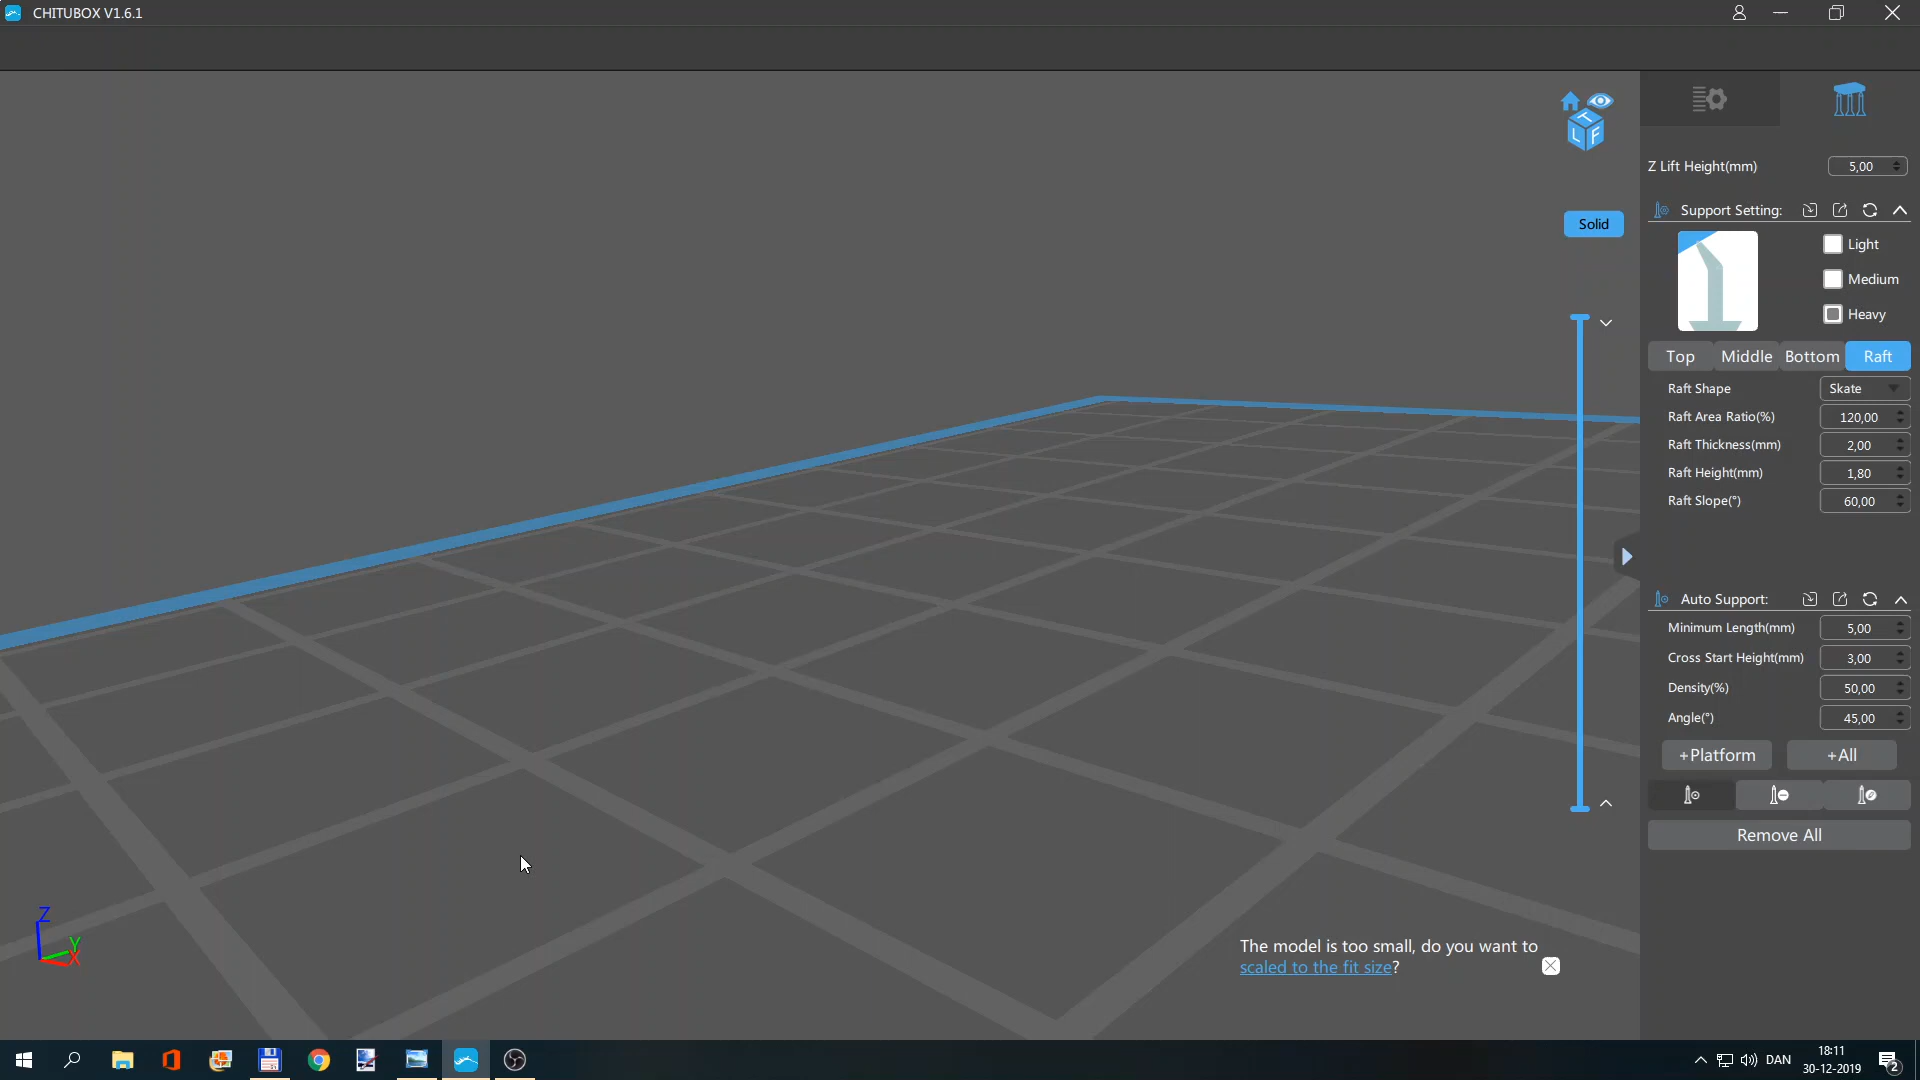 CHITUBOX V1.6.1
T
L F
Solid
Z Lift Height(mm) 5,00
Support Setting:
Light
Medium
Heavy
Top Middle Bottom Raft
Raft Shape Skate
Raft Area Ratio(%) 120,00
Raft Thickness(mm) 2,00
Raft Height(mm) 1,80
Raft Slope(°) 60,00
Auto Support:
Minimum Length(mm) 5,00
Cross Start Height(mm) 3,00
Density(%) 50,00
Angle(°) 45,00
+Platform +All
Remove All
Z
Y
X
The model is too small, do you want to
scaled to the fit size?
DAN
18:11
30-12-2019
2